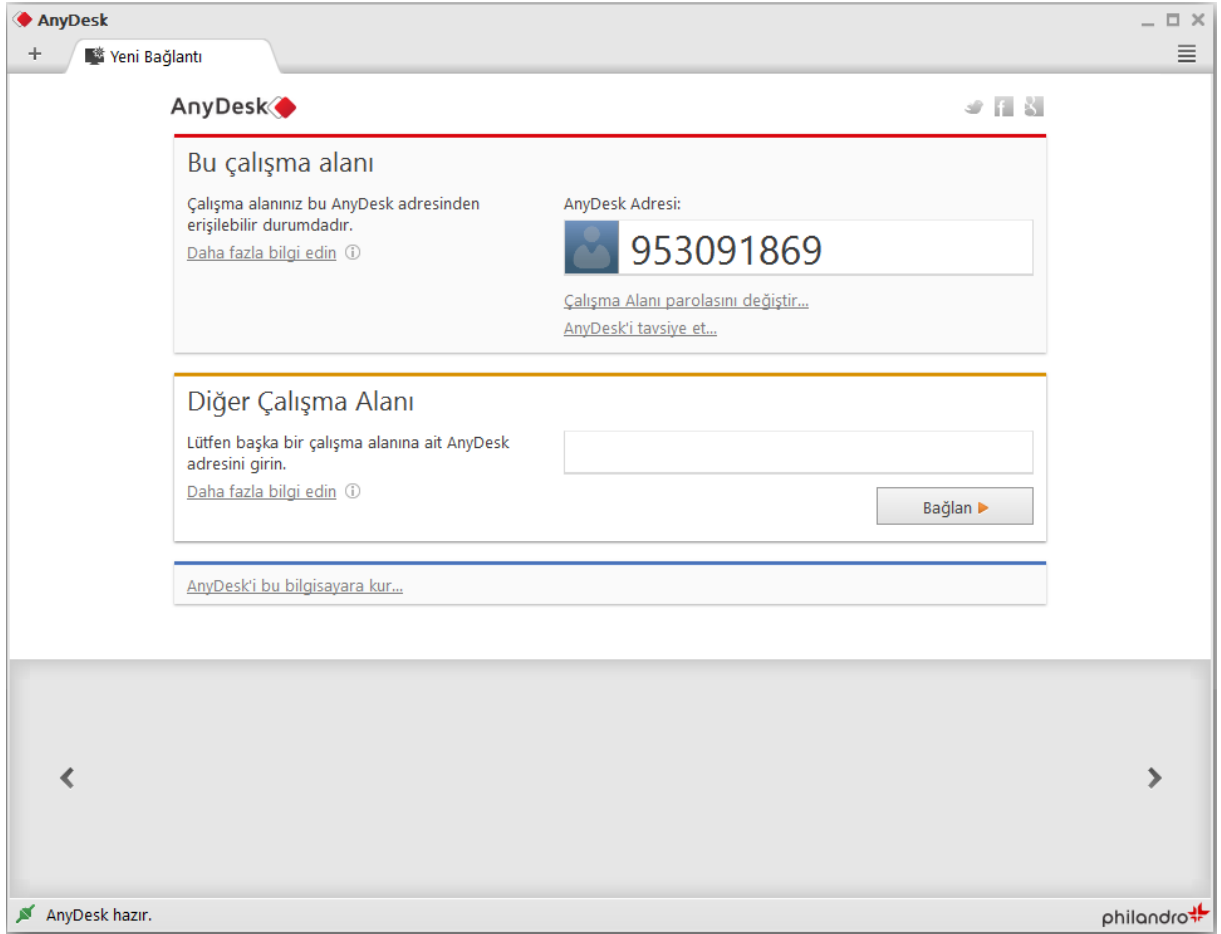 AnyDesk
+
Yeni Bağlantı
AnyDesk
Bu çalışma alanı
Çalışma alanınız bu AnyDesk adresinden
erişilebilir durumdadır.
Daha fazla bilgi edin
AnyDesk Adresi:
953091869
Çalışma Alanı parolasını değiştir...
AnyDesk'i tavsiye et...
Diğer Çalışma Alanı
Lütfen başka bir çalışma alanına ait AnyDesk
adresini girin.
Daha fazla bilgi edin
Bağlan
AnyDesk'i bu bilgisayara kur...
AnyDesk hazır.
philandro